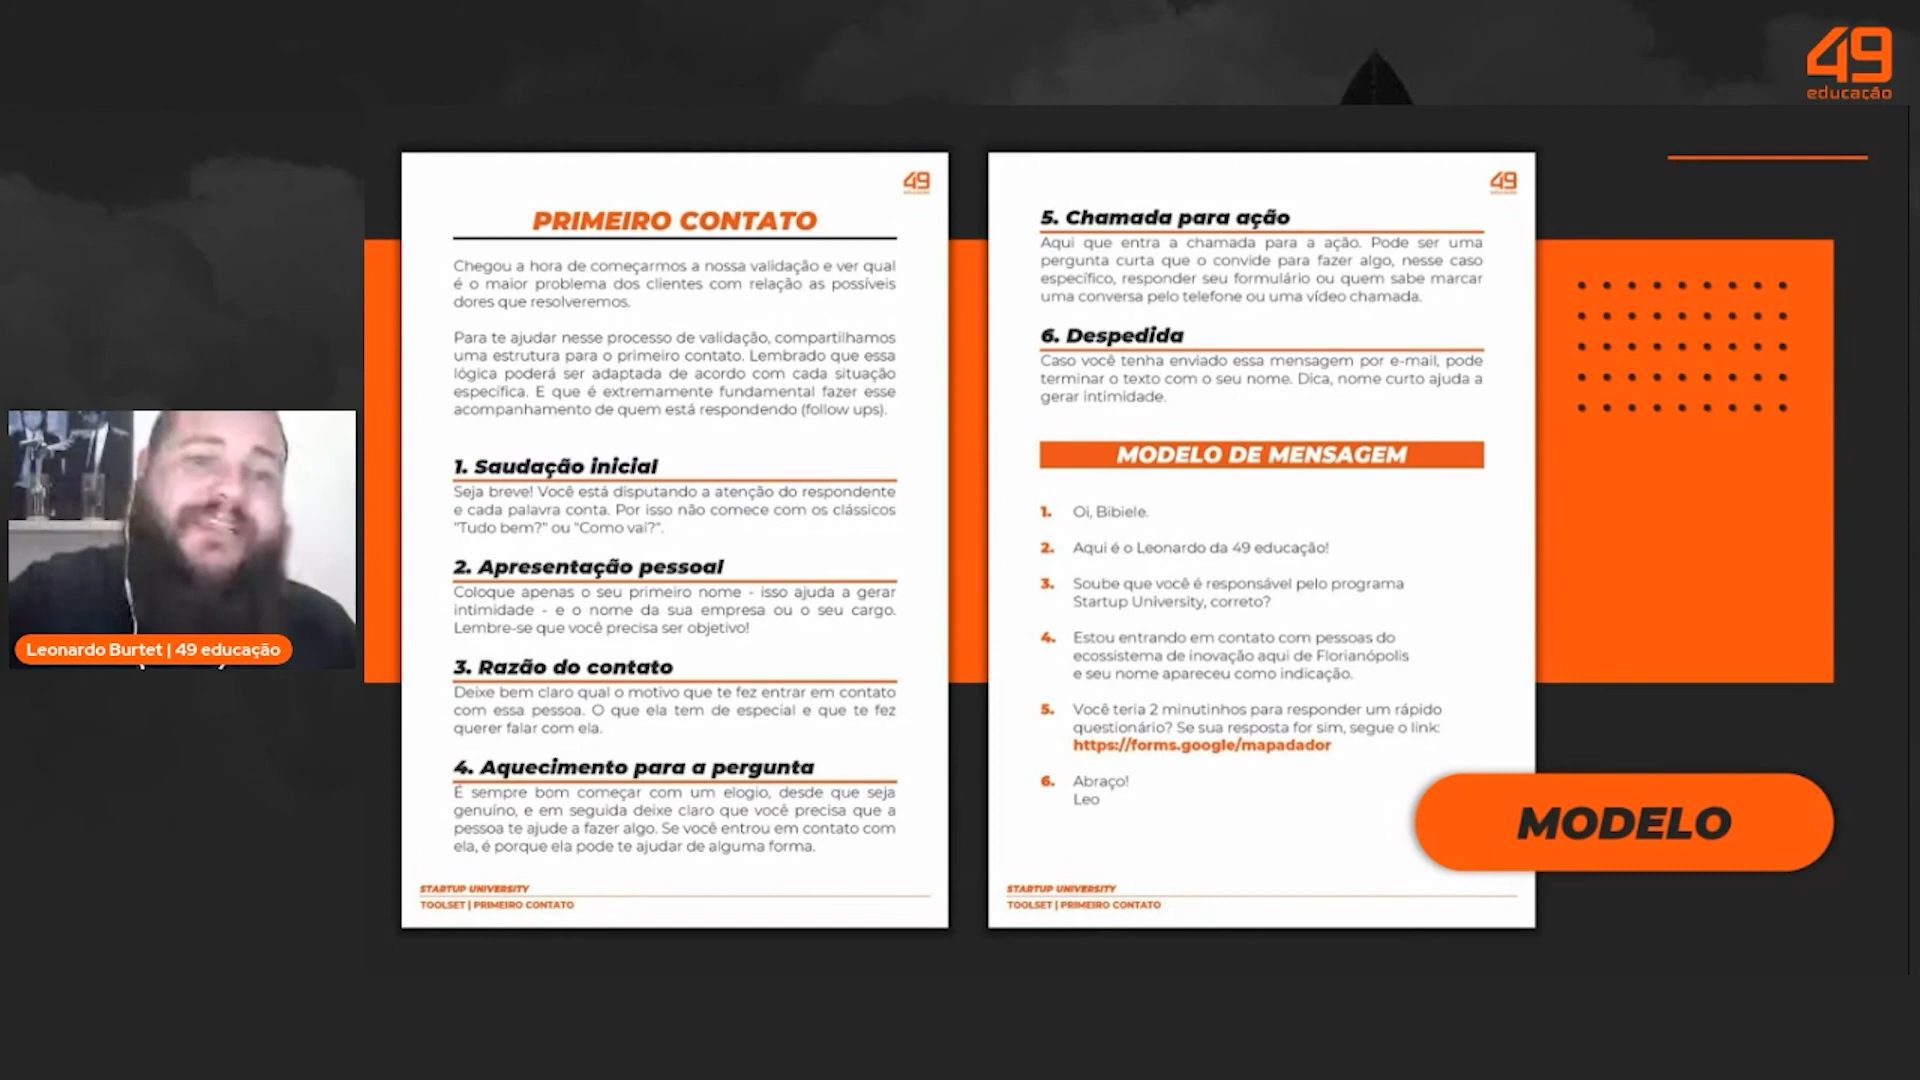 49
educação
49
PRIMEIRO CONTATO
Chegou a hora de começarmos a nossa validação e ver qual
é o maior problema dos clientes com relação as possíveis
dores que resolveremos.
Para te ajudar nesse processo de validação, compartilhamos
uma estrutura para o primeiro contato. Lembrado que essa
lógica poderá ser adaptada de acordo com cada situação
específica. E que é extremamente fundamental fazer esse
acompanhamento de quem está respondendo (follow ups).
1. Saudação inicial
Seja breve! Você está disputando a atenção do respondente
e cada palavra conta. Por isso não comece com os clássicos
"Tudo bem?" ou "Como vai?".
2. Apresentação pessoal
Coloque apenas o seu primeiro nome - isso ajuda a gerar
intimidade - e o nome da sua empresa ou o seu cargo.
Lembre-se que você precisa ser objetivo!
3. Razão do contato
Deixe bem claro qual o motivo que te fez entrar em contato
com essa pessoa. O que ela tem de especial e que te fez
querer falar com ela.
4. Aquecimento para a pergunta
É sempre bom começar com um elogio, desde que seja
genuíno, e em seguida deixe claro que você precisa que a
pessoa te ajude a fazer algo. Se você entrou em contato com
ela, é porque ela pode te ajudar de alguma forma.
STARTUP UNIVERSITY
TOOLSET | PRIMEIRO CONTATO
49
5. Chamada para ação
Aqui que entra a chamada para a ação. Pode ser uma
pergunta curta que o convide para fazer algo, nesse caso
específico, responder seu formulário ou quem sabe marcar
uma conversa pelo telefone ou uma vídeo chamada.
6. Despedida
Caso você tenha enviado essa mensagem por e-mail, pode
terminar o texto com o seu nome. Dica, nome curto ajuda a
gerar intimidade.
MODELO DE MENSAGEM
1. Oi, Bibiele.
2. Aqui é o Leonardo da 49 educação!
3. Soube que você é responsável pelo programa
Startup University, correto?
4. Estou entrando em contato com pessoas do
ecossistema de inovação aqui de Florianópolis
e seu nome apareceu como indicação.
5. Você teria 2 minutinhos para responder um rápido
questionário? Se sua resposta for sim, segue o link:
https://forms.google/mapadador
6. Abraço!
Leo
STARTUP UNIVERSITY
TOOLSET | PRIMEIRO CONTATO
MODELO
Leonardo Burtet | 49 educação